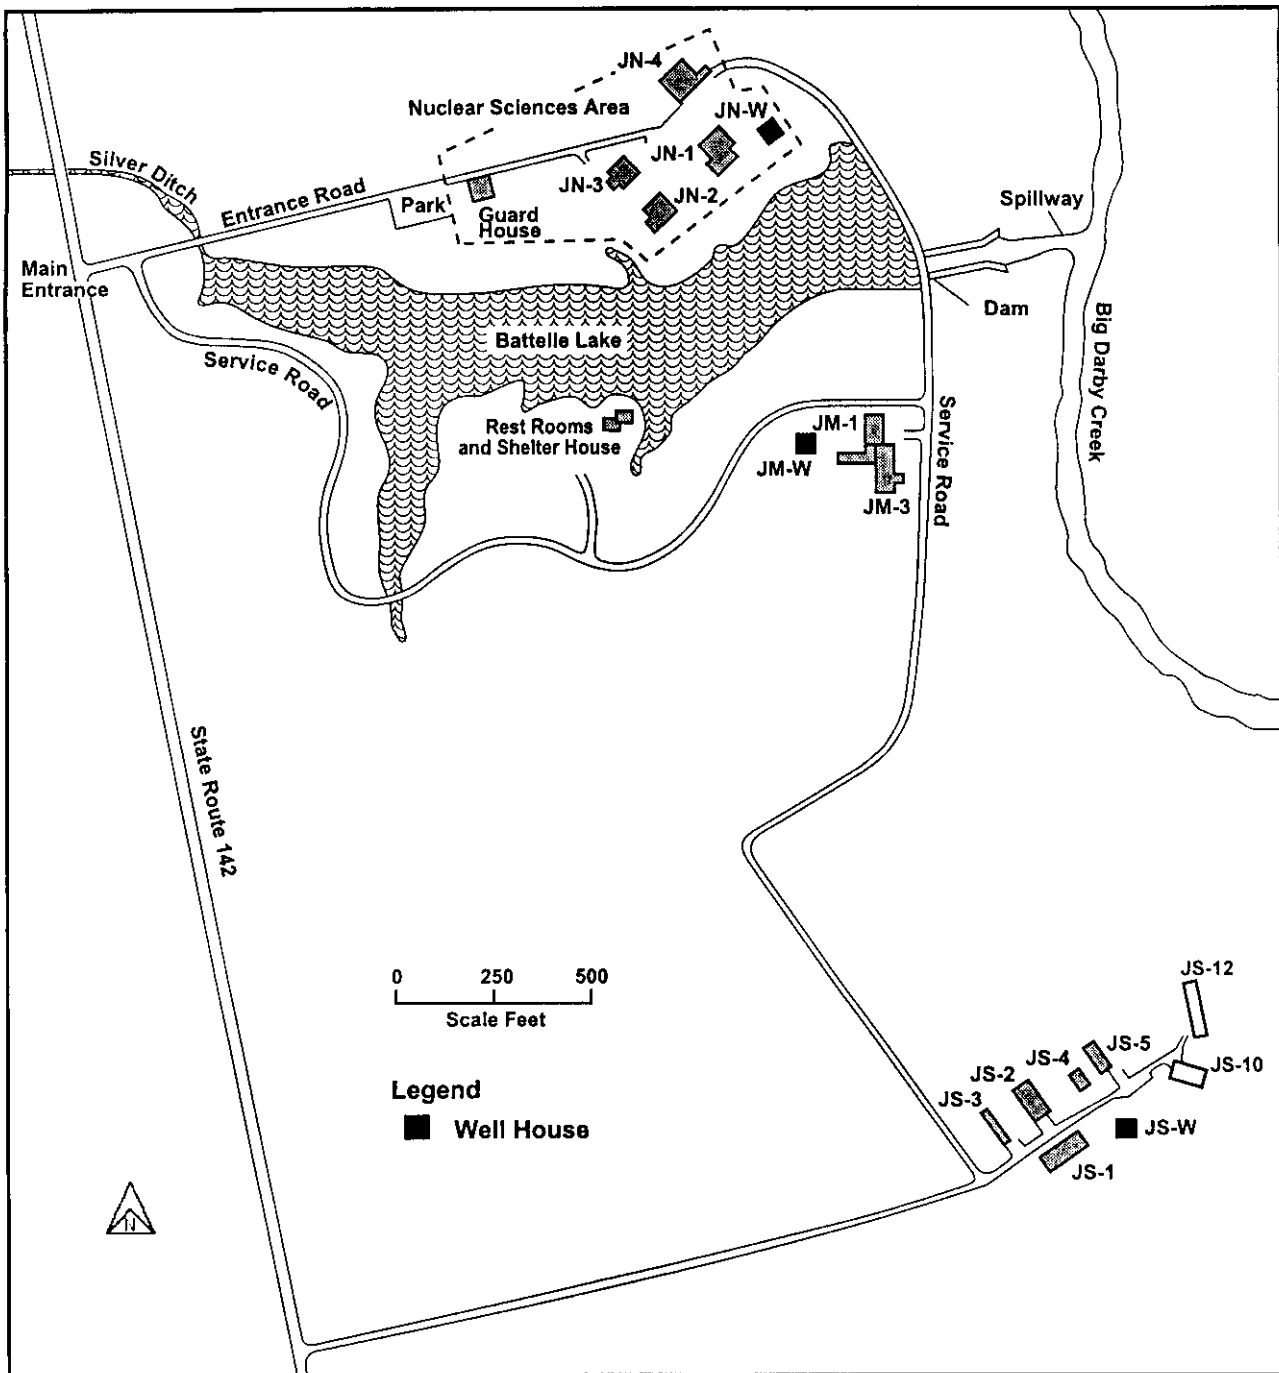 JN-4
Nuclear Sciences Area
JN-W
Silver Ditch
JN-1
JN-3
JN-2
Entrance Road
Park
Guard
House
Spillway
Main
Entrance
Dam
Battelle Lake
Service Road
Big Darby Creek
Rest Rooms
and Shelter House
JM-1
JM-W
JM-3
Service Road
State Route 142
0 250 500
Scale Feet
JS-12
JS-5
JS-4
JS-10
JS-2
JS-3
Legend
Well House
JS-W
JS-1
N